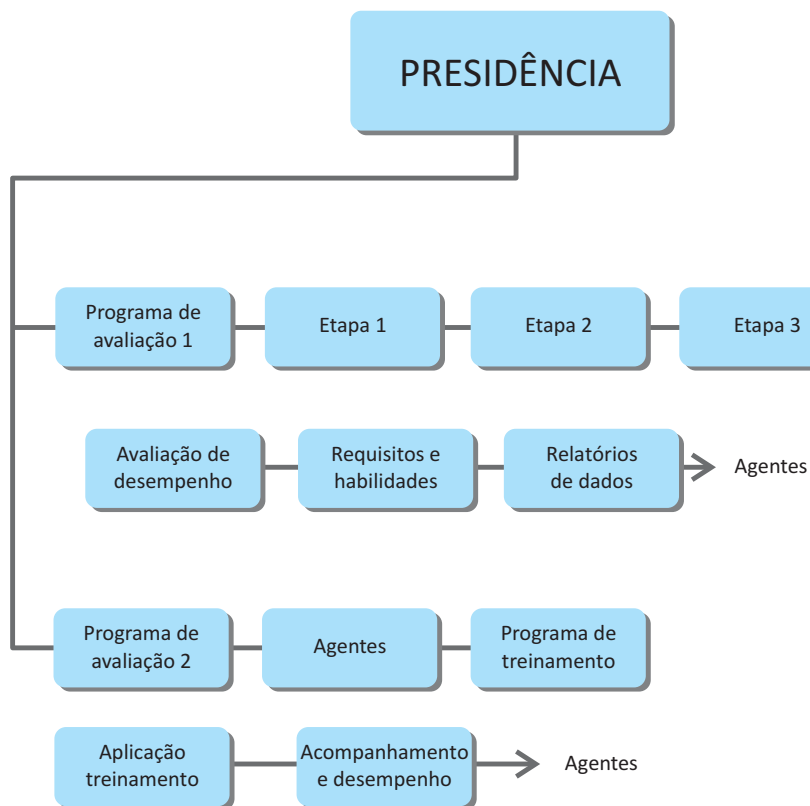 PRESIDÊNCIA
Programa de
avaliação 1
Etapa 1
Etapa 2
Etapa 3
Avaliação de
desempenho
Requisitos e
habilidades
Relatórios
de dados
Agentes
Programa de
avaliação 2
Agentes
Programa de
treinamento
Aplicação
treinamento
Acompanhamento
e desempenho
Agentes